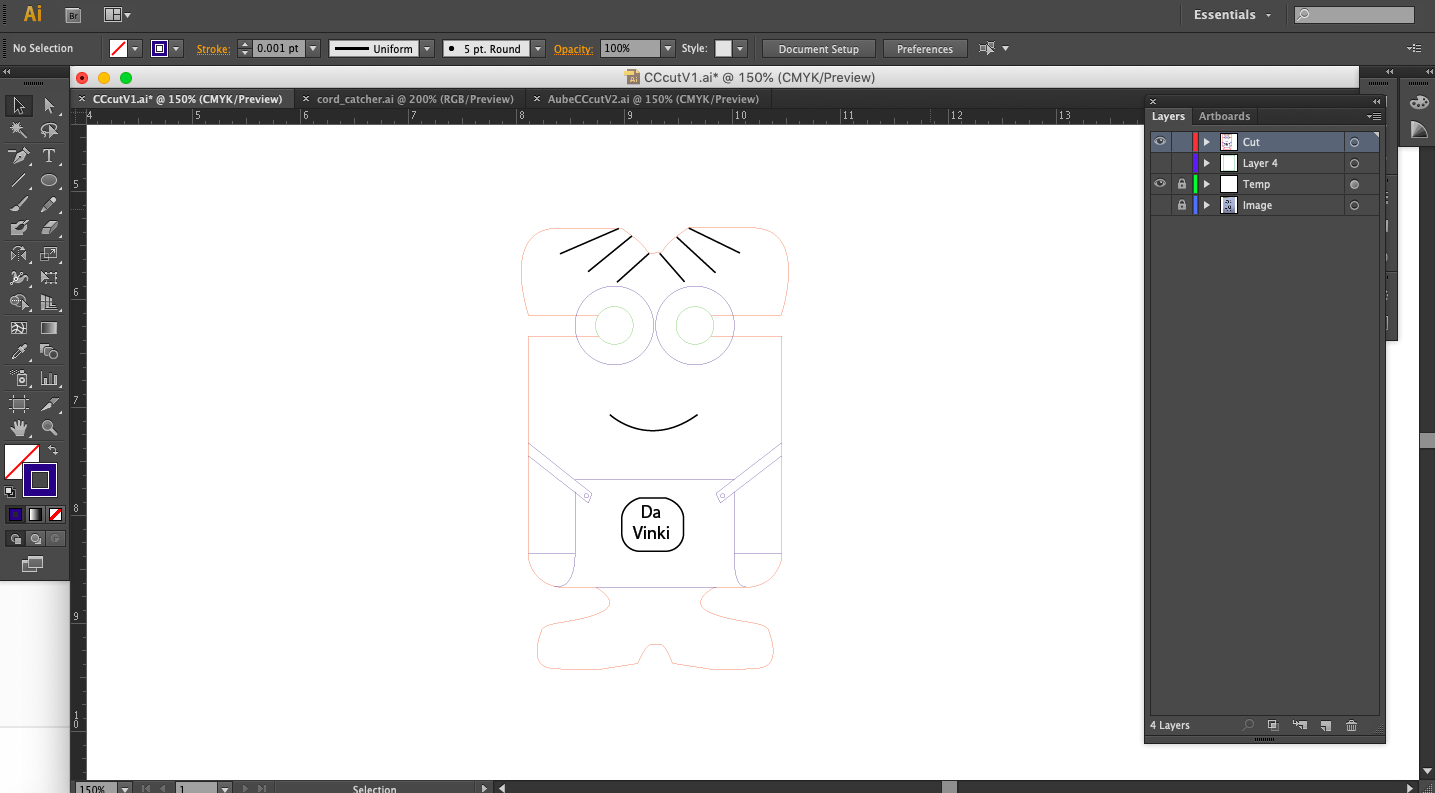 Ai Br Essentials
No Selection Stroke: 0.001 pt Uniform 5 pt. Round Opacity: 100% Style: Document Setup Preferences
CCcutV1.ai* @ 150% (CMYK/Preview)
CCcutV1.ai* @ 150% (CMYK/Preview) cord_catcher.ai @ 200% (RGB/Preview) AubeCCcutV2.ai @ 150% (CMYK/Preview)
4 5 6 7 8 9 10 11 12 13
5
6
7
8
9
1
0
T
Da
Vinki
Layers Artboards
Cut
Layer 4
Temp
Image
4 Layers
150% 1 Selection